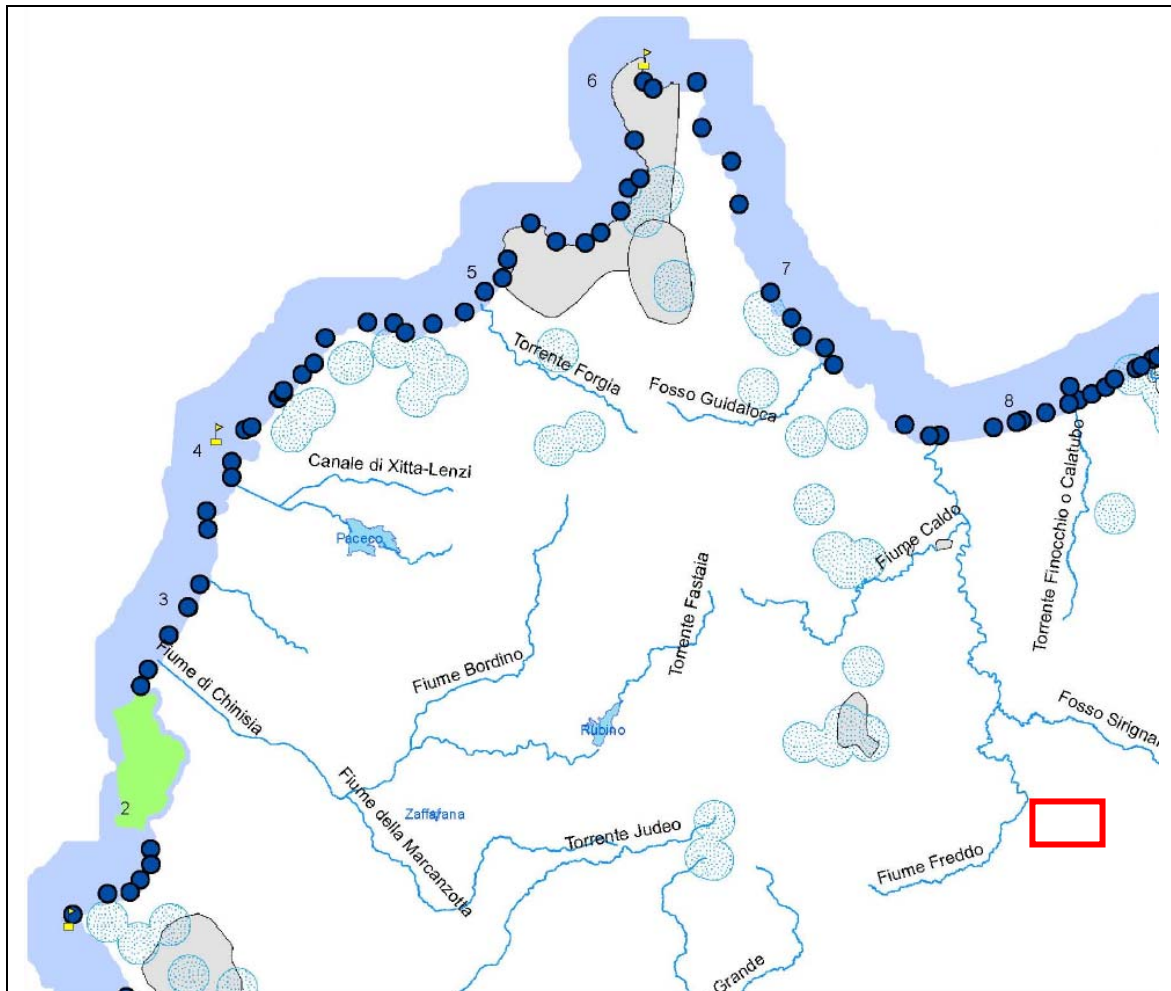 6
5
7
Torrente Forgia
Fosso Guidaloca
8
4
Canale di Xitta-Lenzi
Paceco
Fiume Caldo
Torrente Finocchio o Calatubo
Torrente Fastaia
3
Fiume di Chinisia
Fiume Bordino
Fosso Sirignan
Rubino
2
Fiume della Marcanzotta
Zaffarana
Torrente Judeo
Fiume Freddo
Grande